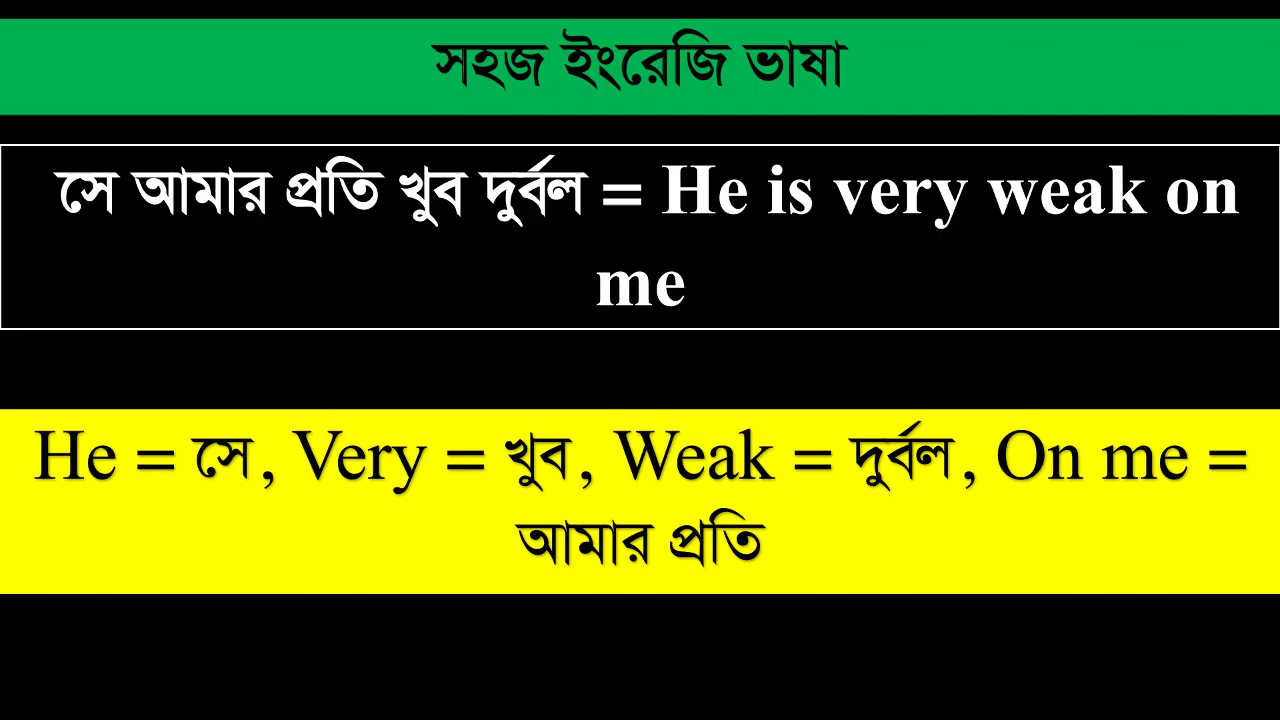 সহজ ইংরেজি ভাষা
সে আমার প্রতি খুব দুর্বল = He is very weak on
me
He = সে, Very = খুব, Weak = দুর্বল, On me =
আমার প্রতি